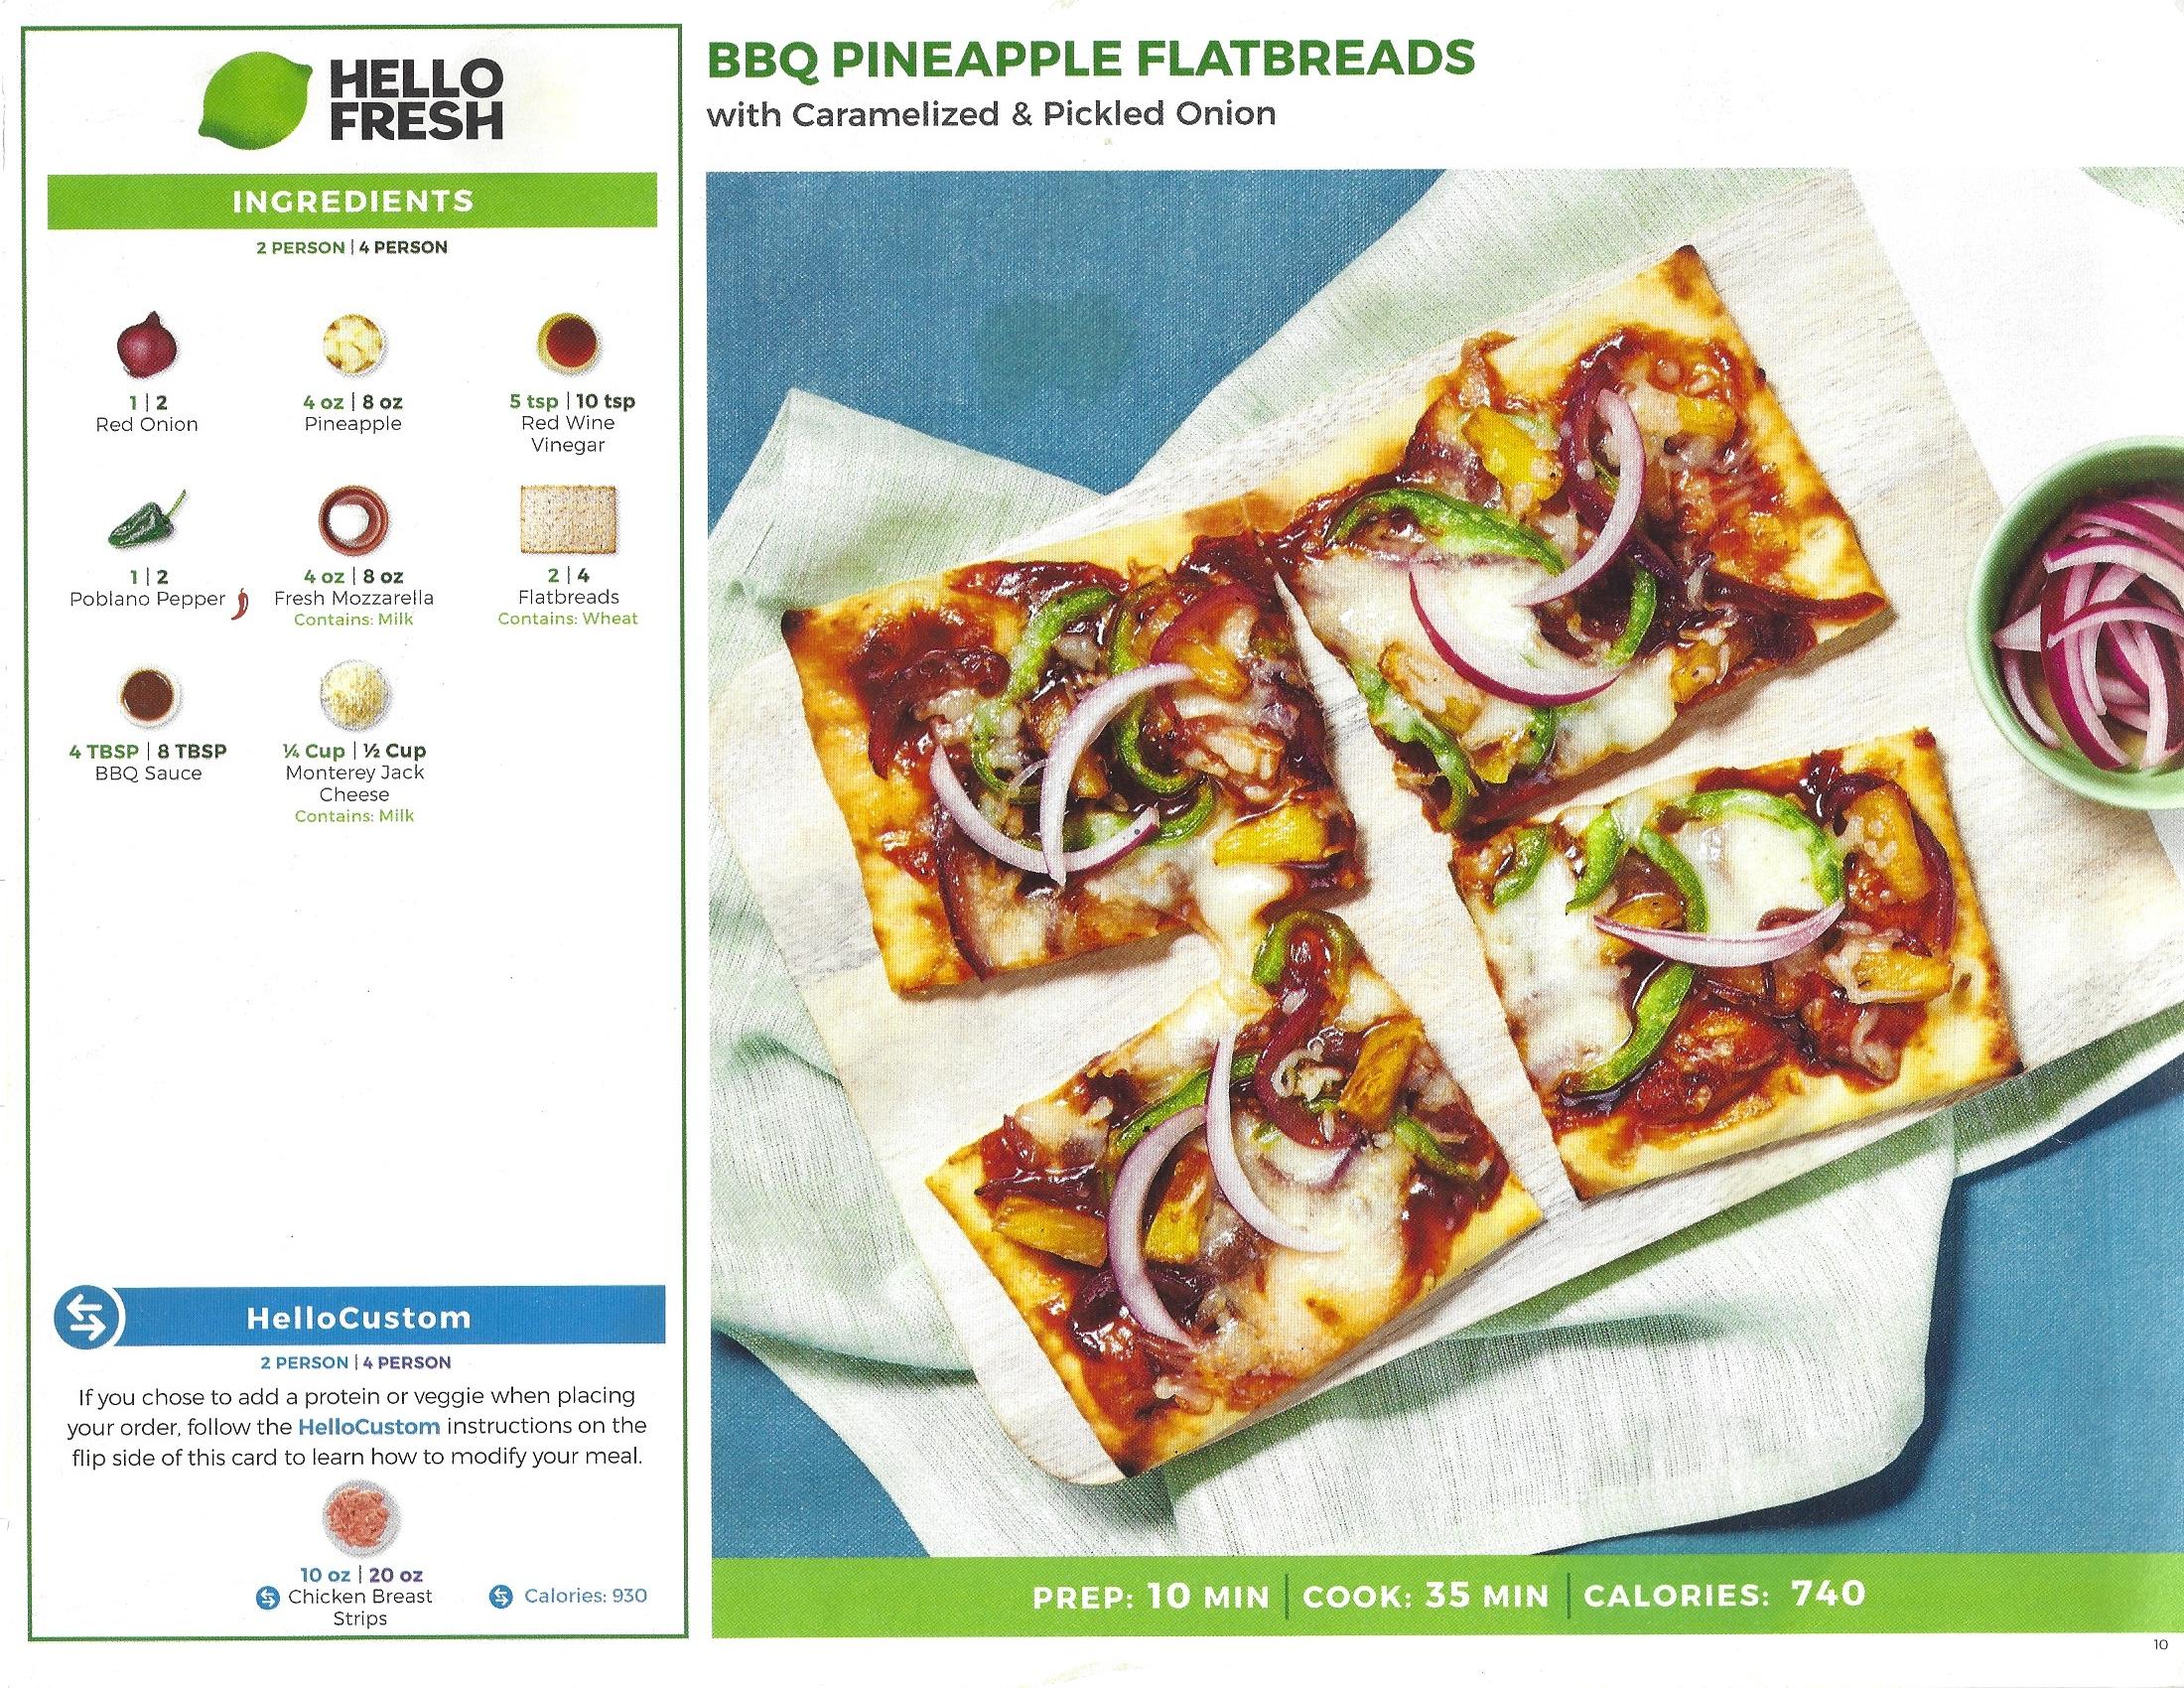 HELLO
FRESH
INGREDIENTS
2 PERSON | 4 PERSON
1 | 2
Red Onion
4 oz | 8 oz
Pineapple
5 tsp | 10 tsp
Red Wine
Vinegar
1 | 2
Poblano Pepper
4 oz | 8 oz
Fresh Mozzarella
Contains: Milk
2 | 4
Flatbreads
Contains: Wheat
4 TBSP | 8 TBSP
BBQ Sauce
¼ Cup | ½ Cup
Monterey Jack
Cheese
Contains: Milk
HelloCustom
2 PERSON | 4 PERSON
If you chose to add a protein or veggie when placing
your order, follow the HelloCustom instructions on the
flip side of this card to learn how to modify your meal.
10 oz | 20 oz
Chicken Breast
Strips
Calories: 930
BBQ PINEAPPLE FLATBREADS
with Caramelized & Pickled Onion
PREP: 10 MIN | COOK: 35 MIN | CALORIES: 740
10